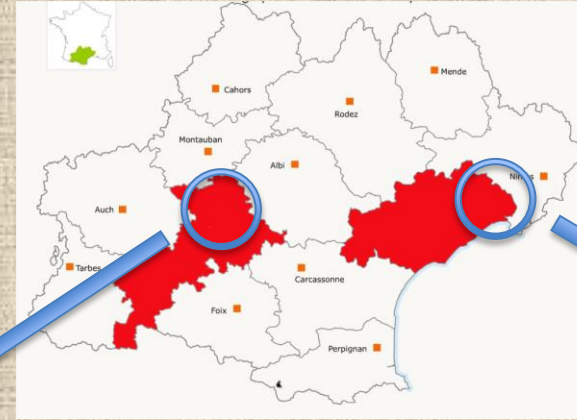 Cahors
Mende
Rodez
Montauban
Albi
Auch
Tarbes
Carcassonne
Foix
Perpignan